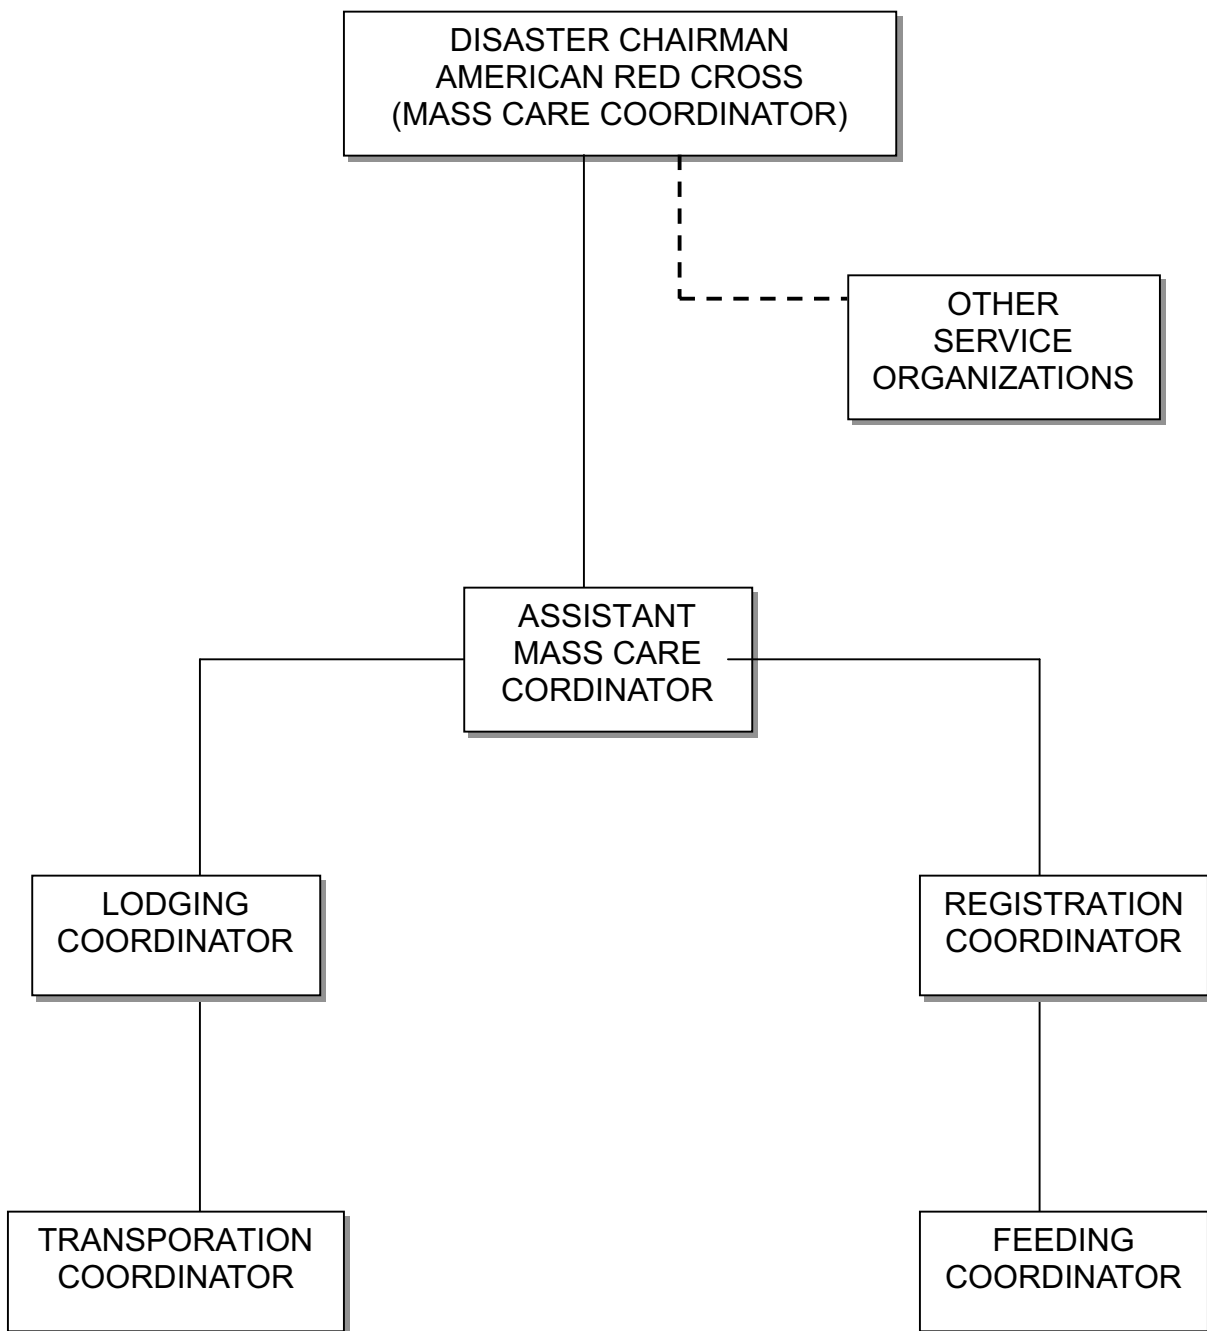 DISASTER CHAIRMAN
AMERICAN RED CROSS
(MASS CARE COORDINATOR)
OTHER
SERVICE
ORGANIZATIONS
ASSISTANT
MASS CARE
CORDINATOR
LODGING
COORDINATOR
REGISTRATION
COORDINATOR
TRANSPORATION
COORDINATOR
FEEDING
COORDINATOR